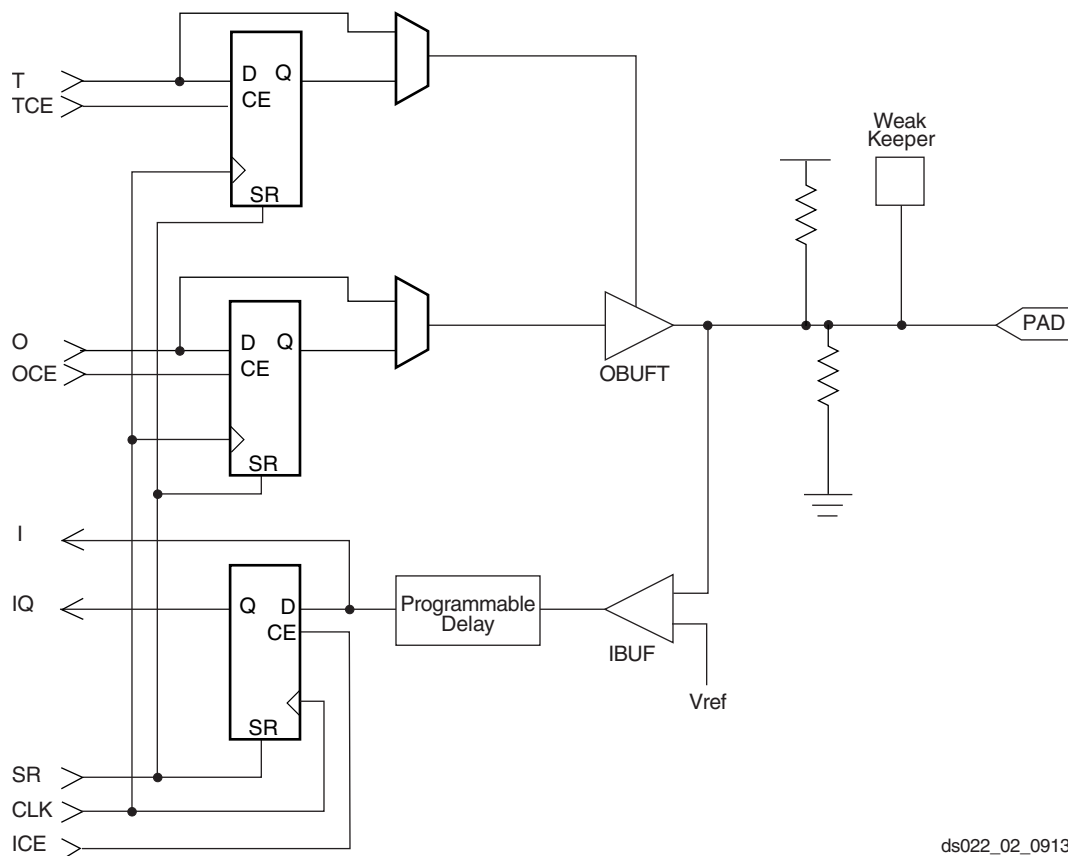 T
TCE
D Q
CE
SR
Weak
Keeper
O
OCE
D Q
CE
SR
OBUFT
PAD
I
IQ
Q D
CE
SR
Programmable
Delay
IBUF
Vref
SR
CLK
ICE
ds022_02_0913